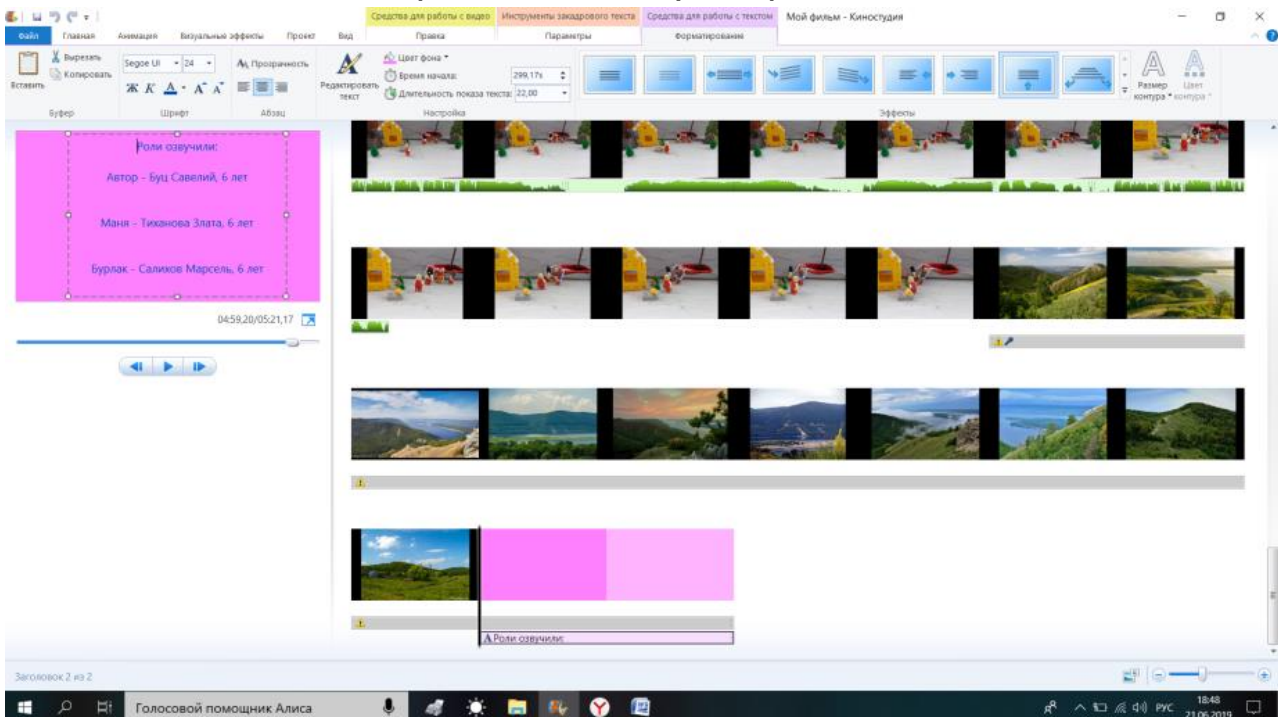 Средства для работы с видео Инструменты закадрового текста Средства для работы с текстом Мой фильм - Киностудия
Файл Главная Анимация Визуальные эффекты Проект Вид Правка Параметры Форматирование
Вставить
Вырезать
Копировать
Буфер
Segoe UI 24
Прозрачность
Ж К А А А
Шрифт
Абзац
Редактировать текст
Цвет фона
Время начала: 299,17s
Длительность показа текста: 22,00
Настройка
Эффекты
Размер контура
Цвет контура
Роли озвучили:
Автор – Буц Савелий, 6 лет
Маня – Тиханова Злата, 6 лет
Бурлак – Салихов Марсель, 6 лет
04:59,20/05:21,17
A Роли озвучили:
Заголовок 2 из 2
Голосовой помощник Алиса
РУС
18:48
21.06.2019